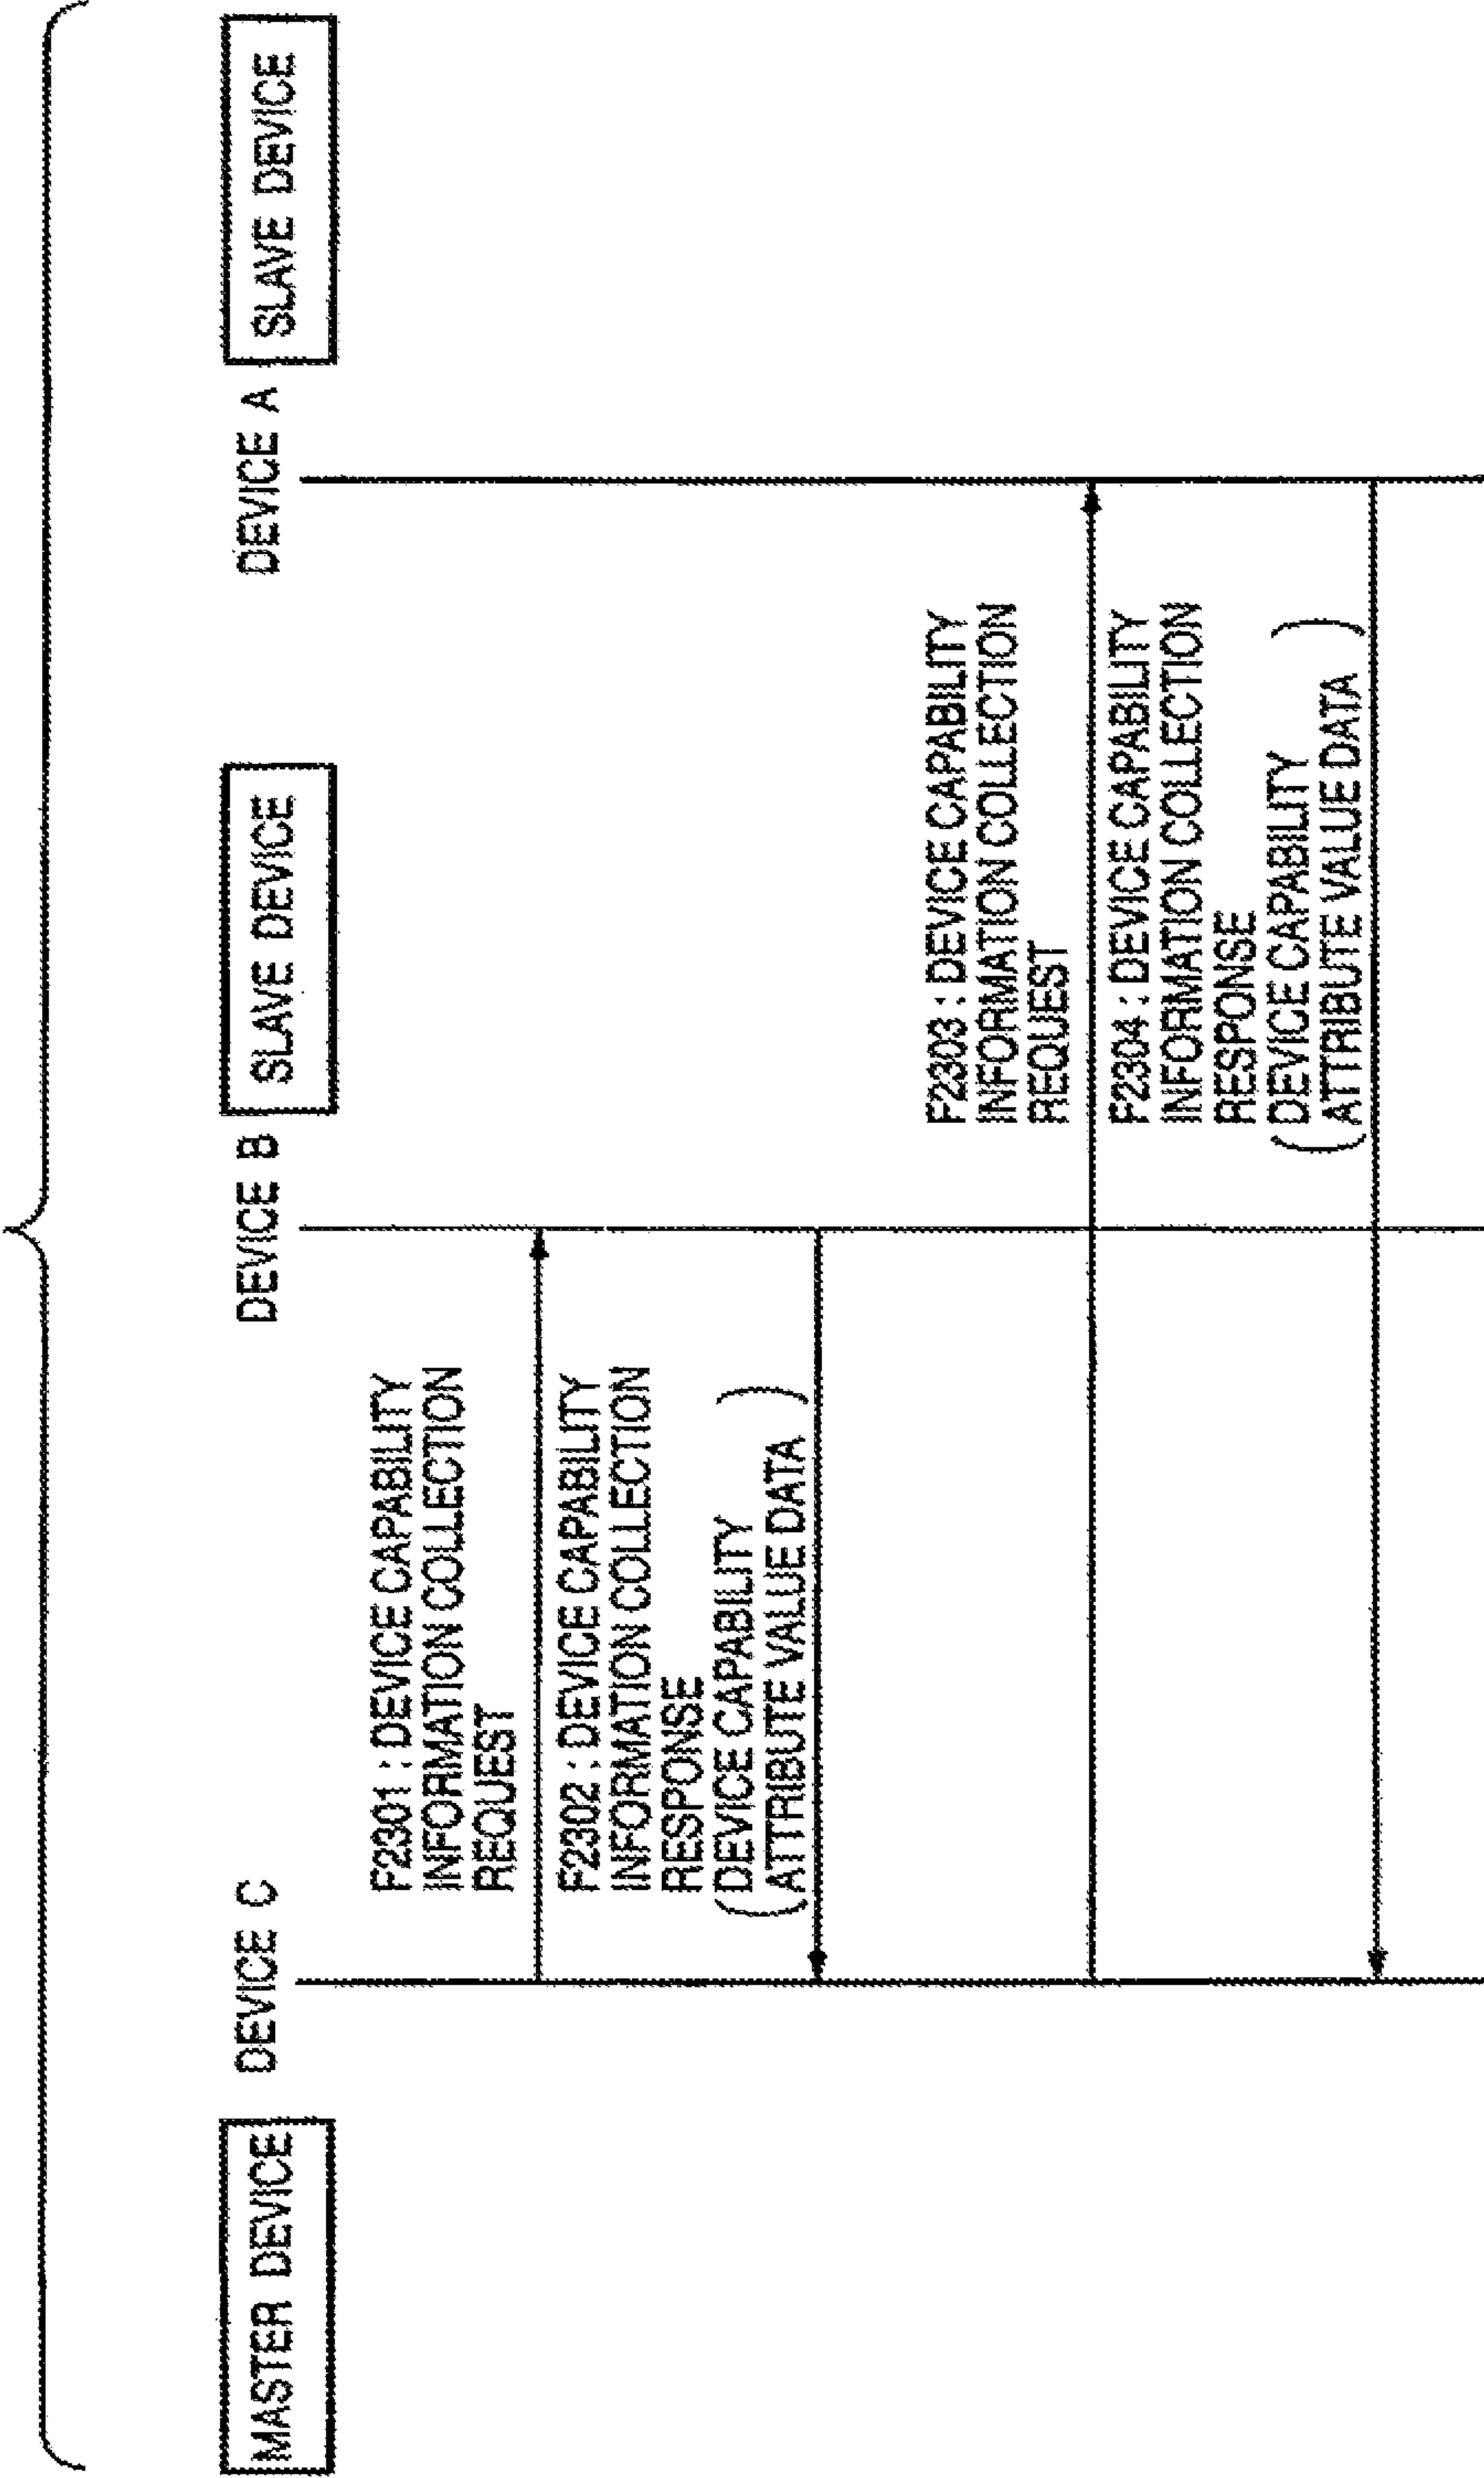 MASTER DEVICE
DEVICE C
DEVICE B
SLAVE DEVICE
DEVICE A
SLAVE DEVICE
F2301 : DEVICE CAPABILITY
INFORMATION COLLECTION
REQUEST
F2302 : DEVICE CAPABILITY
INFORMATION COLLECTION
RESPONSE
(DEVICE CAPABILITY
ATTRIBUTE VALUE DATA)
F2303 : DEVICE CAPABILITY
INFORMATION COLLECTION
REQUEST
F2304 : DEVICE CAPABILITY
INFORMATION COLLECTION
RESPONSE
(DEVICE CAPABILITY
ATTRIBUTE VALUE DATA)